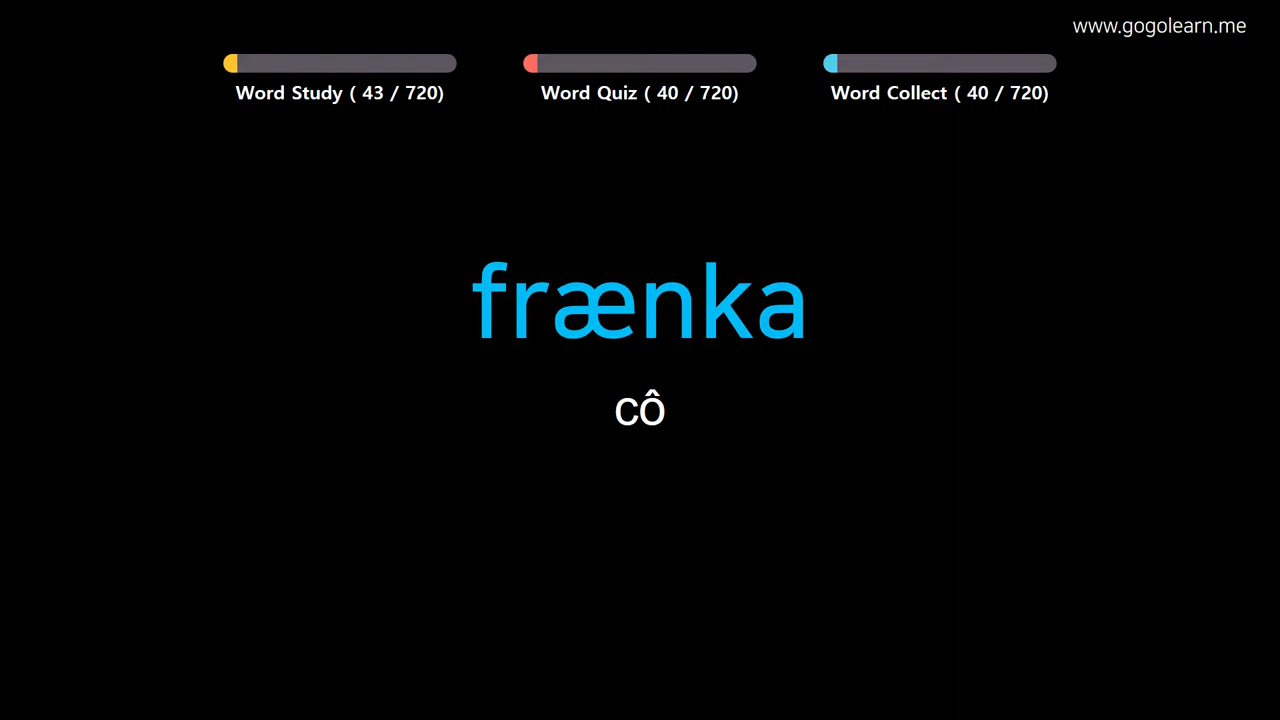 www.gogolearn.me
Word Study ( 43 / 720)
Word Quiz ( 40 / 720)
Word Collect ( 40 / 720)
frænka
cô